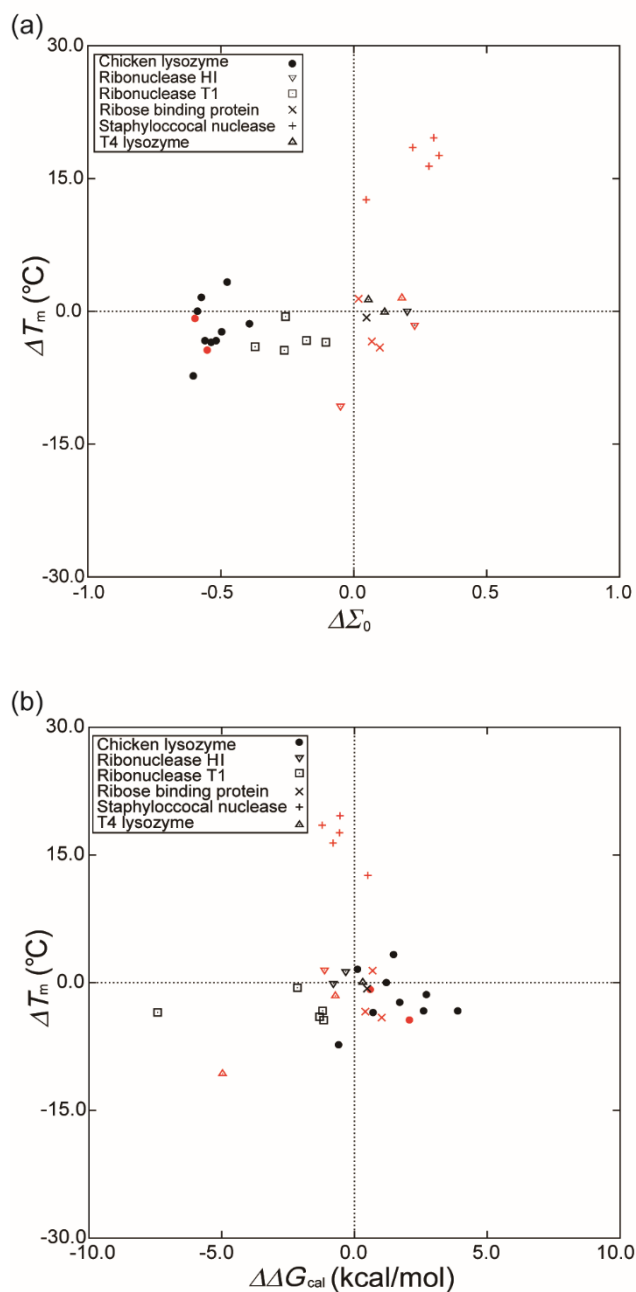 (a)
30.0
Chicken lysozyme
Ribonuclease HI
Ribonuclease T1
Ribose binding protein
Staphyloccocal nuclease
T4 lysozyme
15.0
ΔTm (°C)
0.0
-15.0
-30.0
-1.0 -0.5 0.0 0.5 1.0
ΔΣ0
(b)
30.0
Chicken lysozyme
Ribonuclease HI
Ribonuclease T1
Ribose binding protein
Staphyloccocal nuclease
T4 lysozyme
15.0
ΔTm (°C)
0.0
-15.0
-30.0
-10.0 -5.0 0.0 5.0 10.0
ΔΔGcal (kcal/mol)